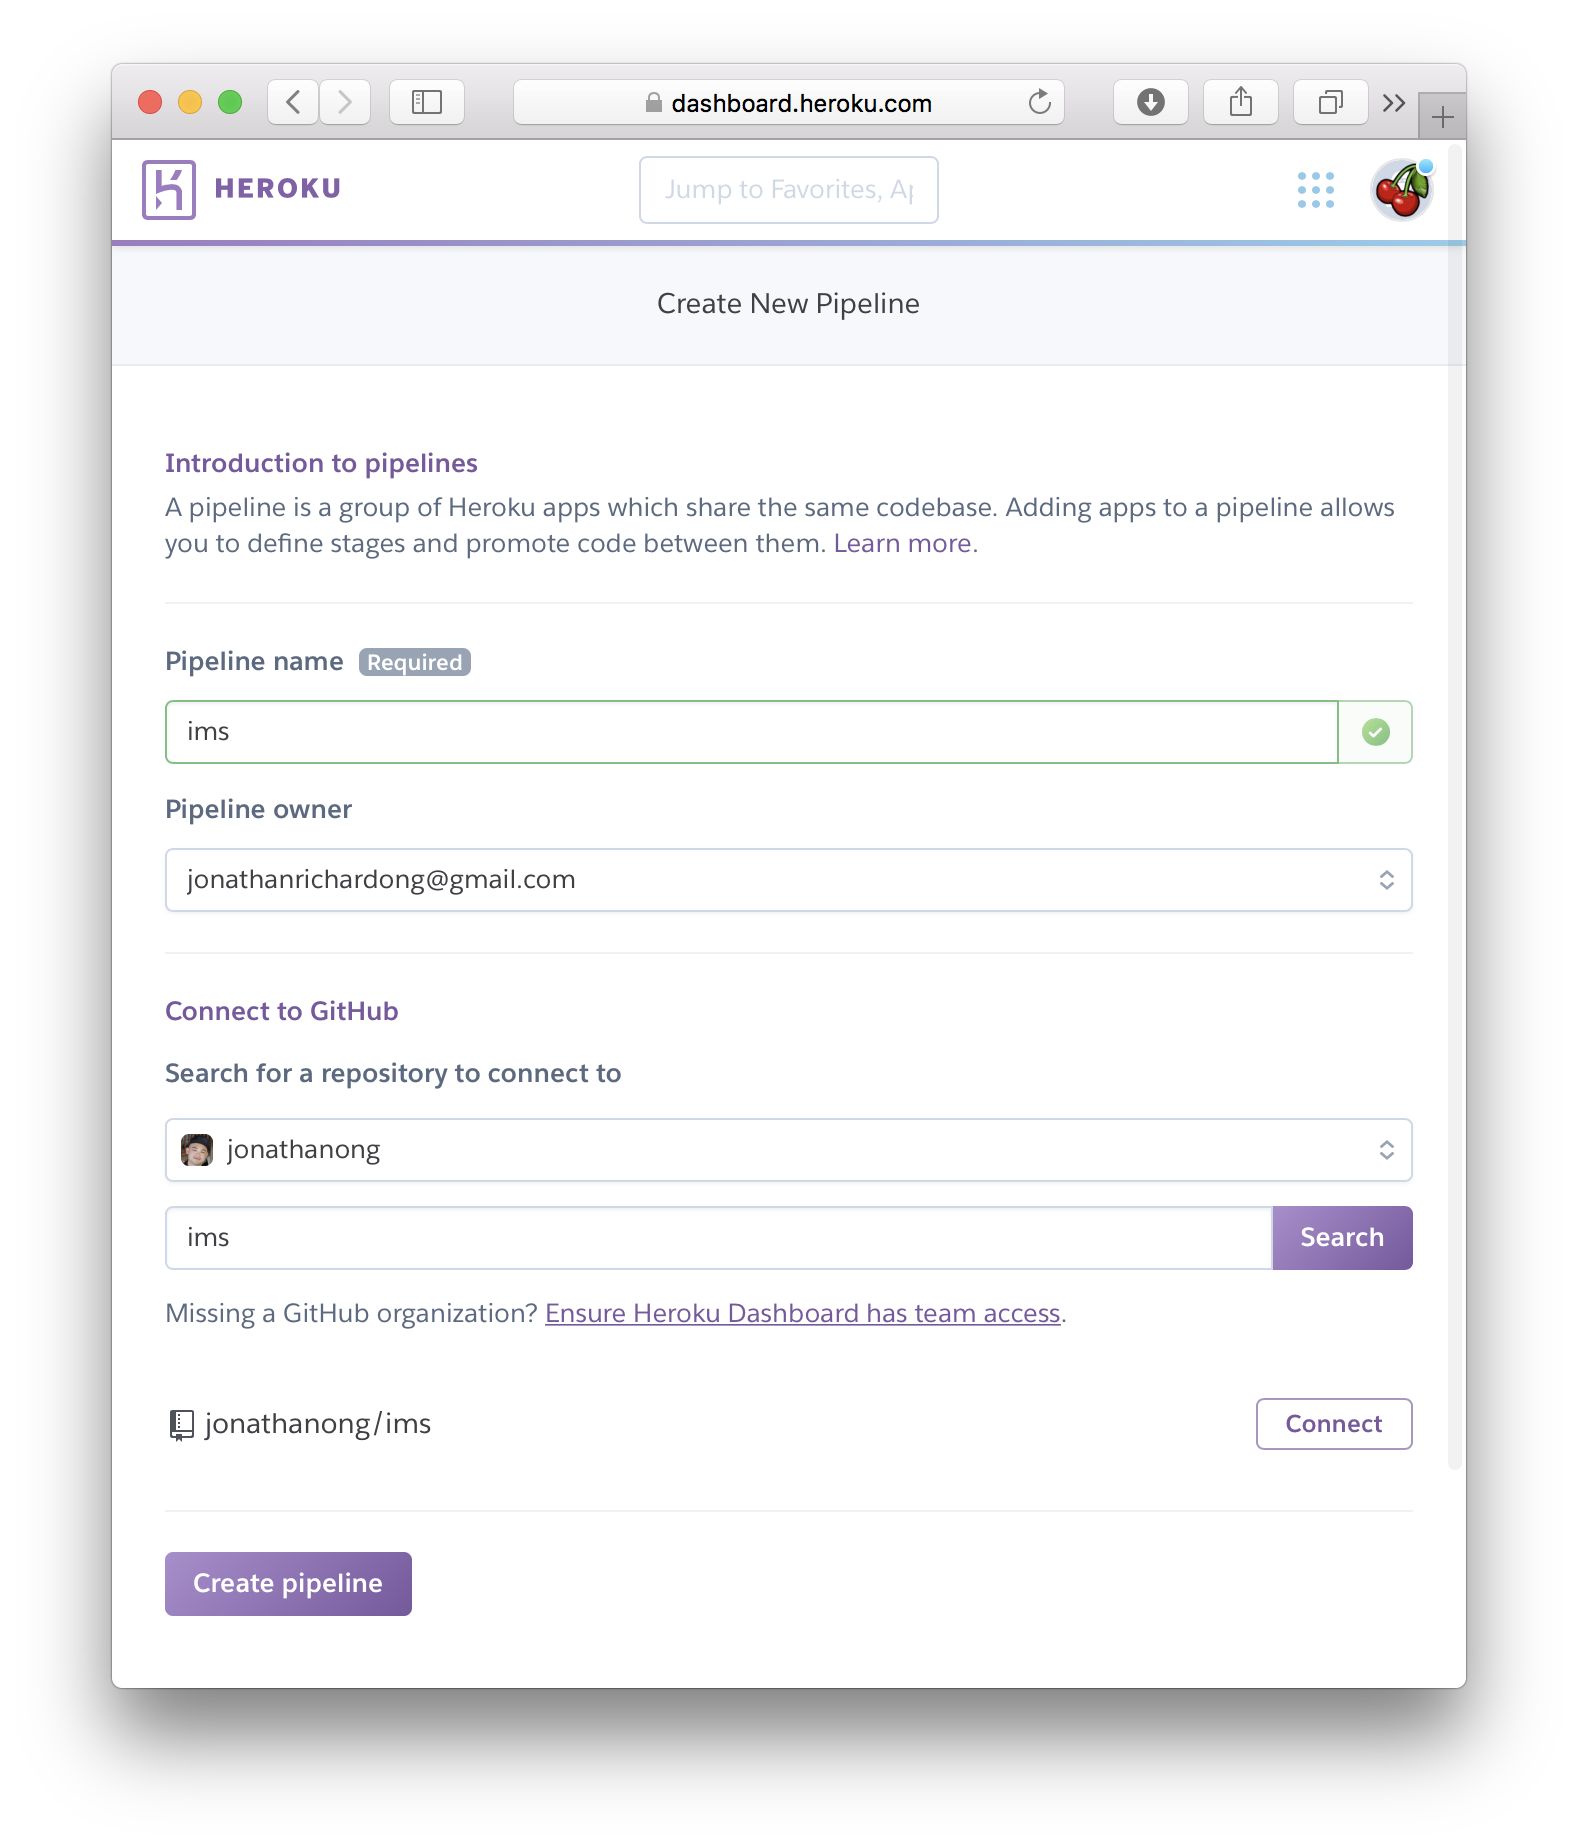 dashboard.heroku.com
HEROKU
Jump to Favorites, A
Create New Pipeline
Introduction to pipelines
A pipeline is a group of Heroku apps which share the same codebase. Adding apps to a pipeline allows
you to define stages and promote code between them. Learn more.
Pipeline name Required
ims
Pipeline owner
jonathanrichardong@gmail.com
Connect to GitHub
Search for a repository to connect to
jonathanong
ims Search
Missing a GitHub organization? Ensure Heroku Dashboard has team access.
jonathanong/ims Connect
Create pipeline